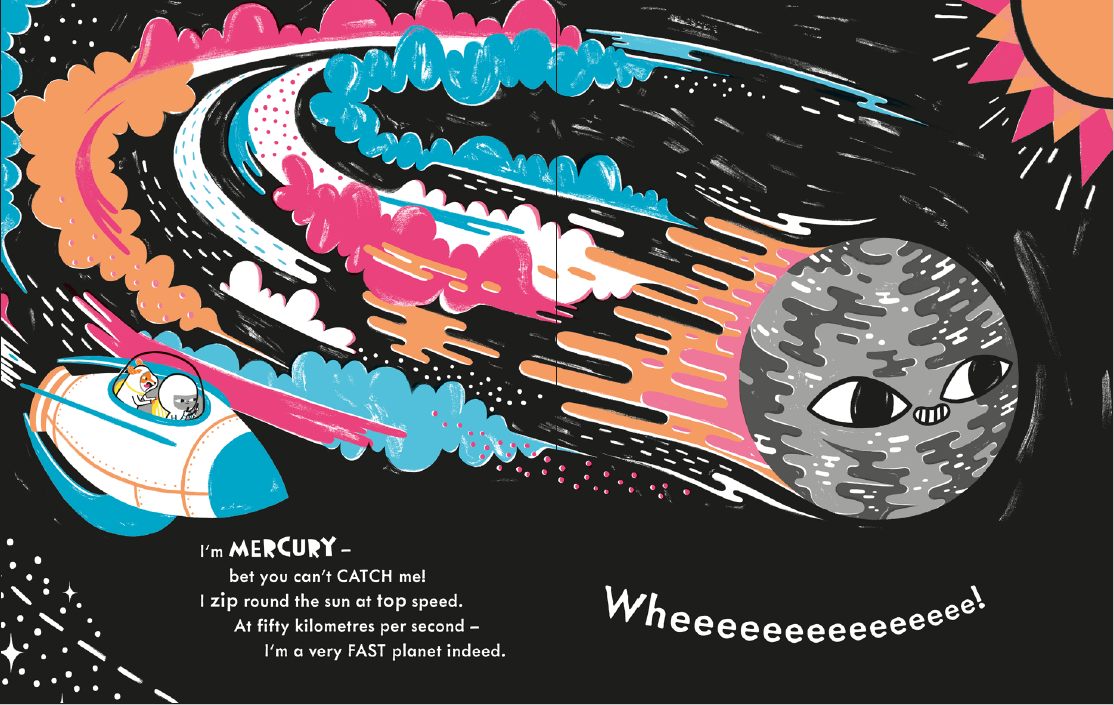 I'm MERCURY –
bet you can't CATCH me!
I zip round the sun at top speed.
At fifty kilometres per second –
I'm a very FAST planet indeed.
Wheeeeeeeeeeeeeeee!